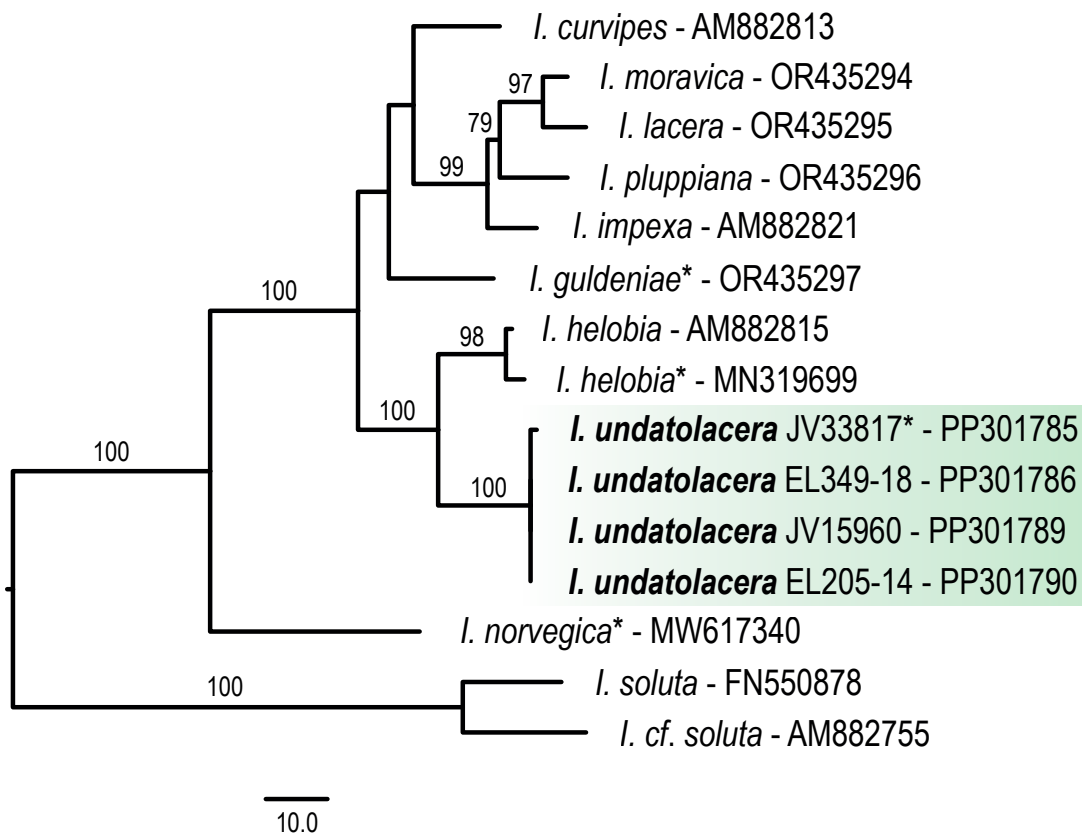 I. curvipes - AM882813
97
I. moravica - OR435294
I. lacera - OR435295
79
99
I. pluppiana - OR435296
I. impexa - AM882821
100
I. guldeniae* - OR435297
98
I. helobia - AM882815
I. helobia* - MN319699
100
I. undatolacera JV33817* - PP301785
100
100
I. undatolacera EL349-18 - PP301786
I. undatolacera JV15960 - PP301789
I. undatolacera EL205-14 - PP301790
I. norvegica* - MW617340
100
I. soluta - FN550878
I. cf. soluta - AM882755
10.0